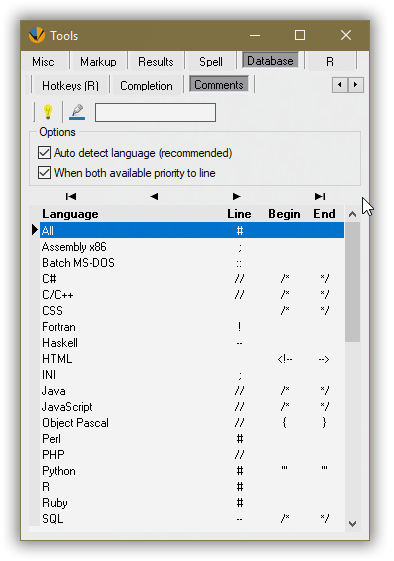 Tools
Misc Markup Results Spell Database R
Hotkeys (R) Completion Comments
Options
Auto detect language (recommended)
When both available priority to line
Language Line Begin End
All #
Assembly x86 ;
Batch MS-DOS ::
C# // /* */
C/C++ // /* */
CSS /* */
Fortran !
Haskell --
HTML <!-- -->
INI ;
Java // /* */
JavaScript // /* */
Object Pascal // { }
Perl #
PHP //
Python # ''' '''
R #
Ruby #
SQL -- /* */